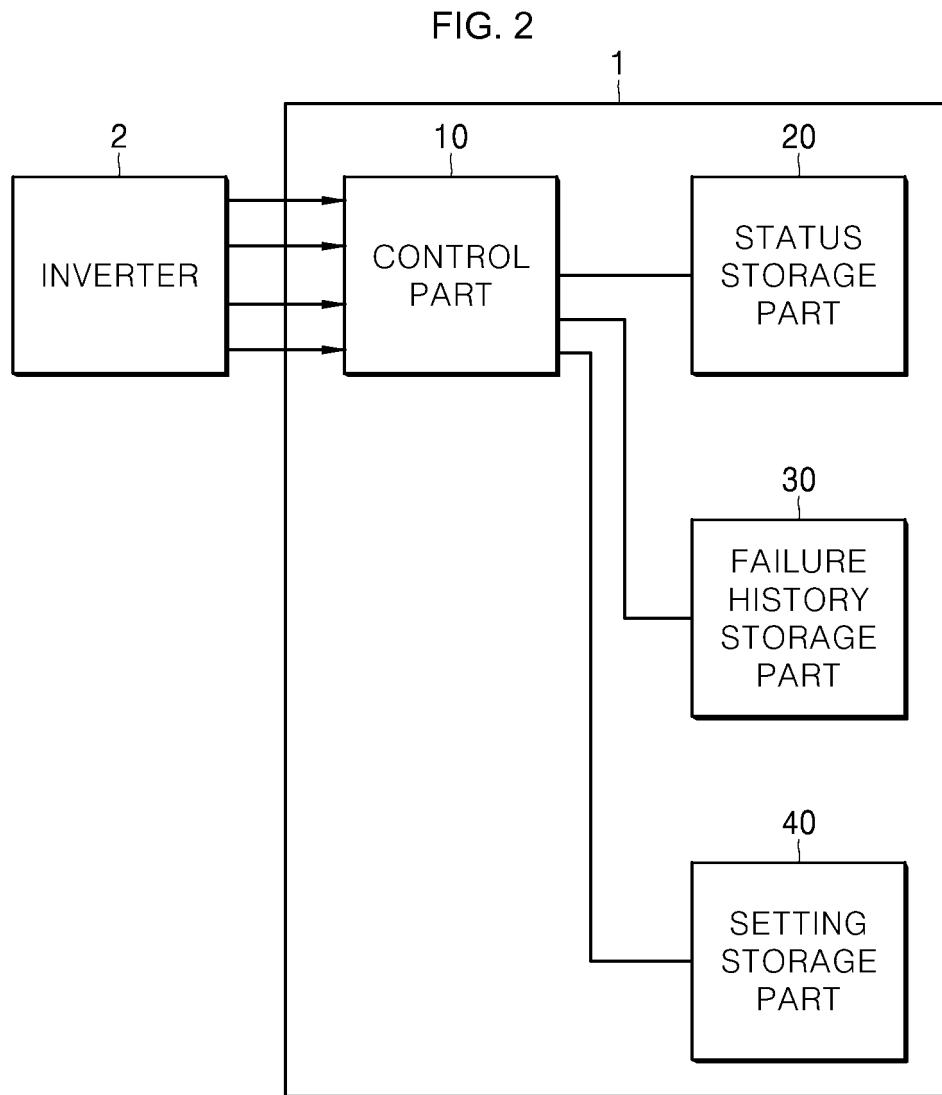 FIG. 2
1
2
10
20
INVERTER
CONTROL
PART
STATUS
STORAGE
PART
30
FAILURE
HISTORY
STORAGE
PART
40
SETTING
STORAGE
PART